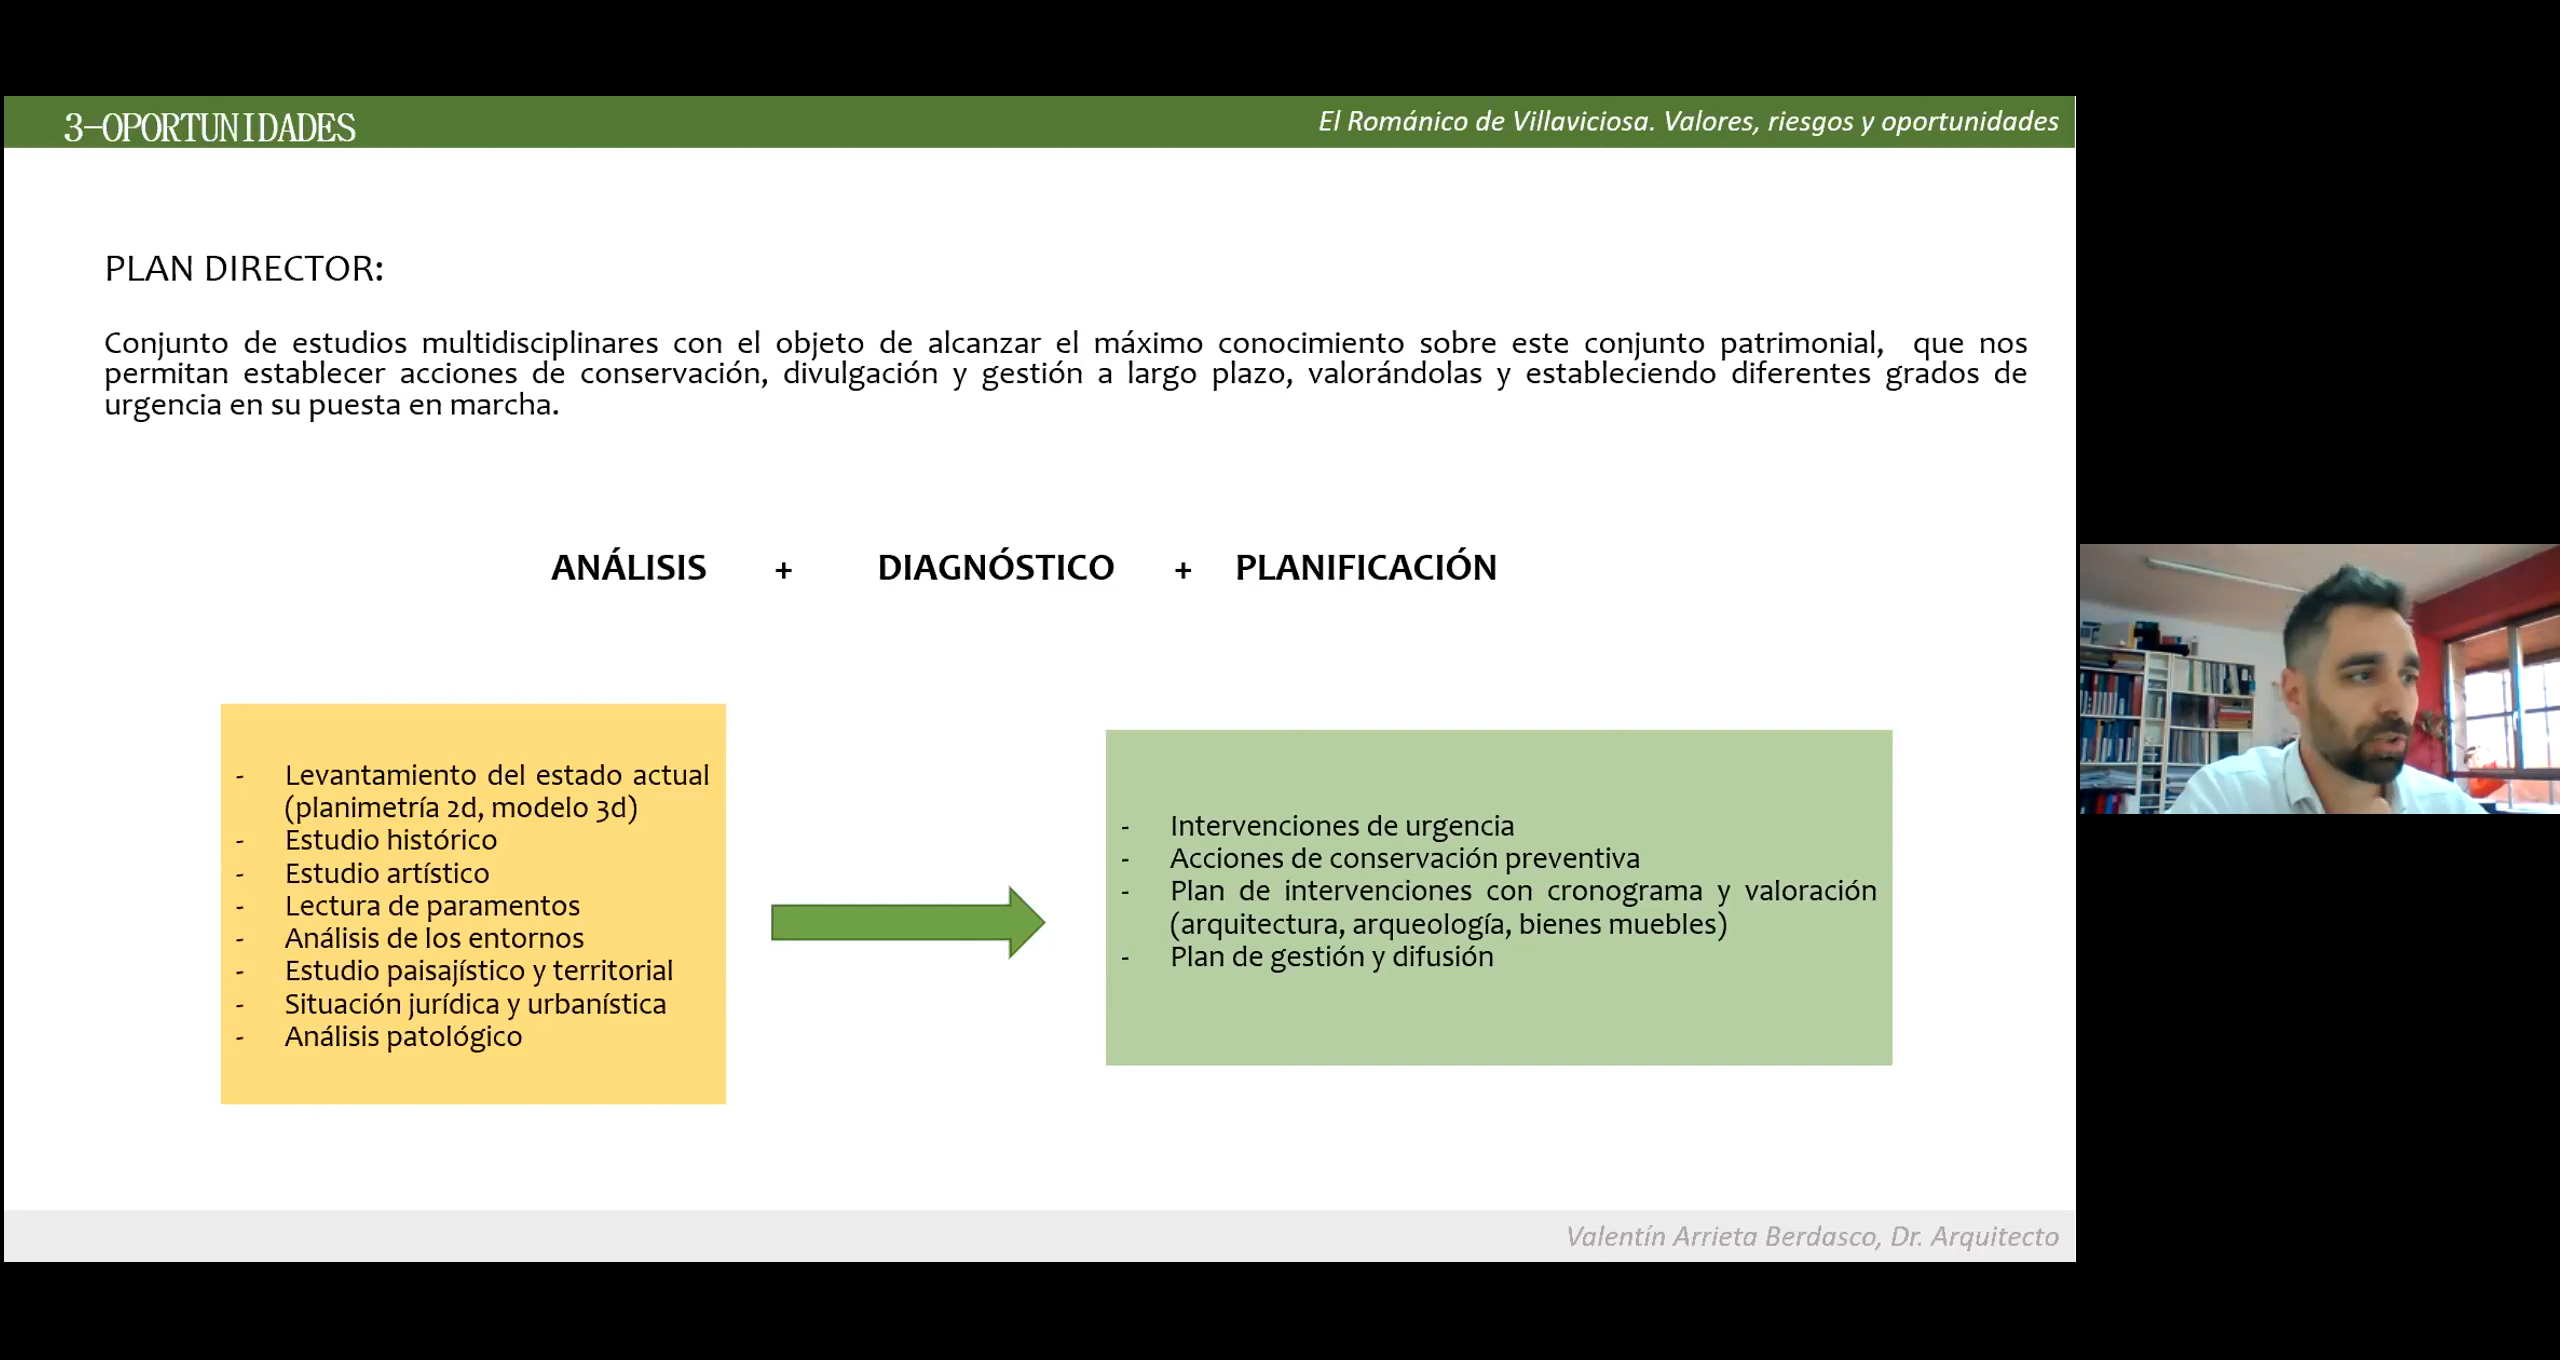 3-OPORTUNIDADES
El Románico de Villaviciosa. Valores, riesgos y oportunidades
PLAN DIRECTOR:
Conjunto de estudios multidisciplinares con el objeto de alcanzar el máximo conocimiento sobre este conjunto patrimonial, que nos
permitan establecer acciones de conservación, divulgación y gestión a largo plazo, valorándolas y estableciendo diferentes grados de
urgencia en su puesta en marcha.
ANÁLISIS + DIAGNÓSTICO + PLANIFICACIÓN
- Levantamiento del estado actual
(planimetría 2d, modelo 3d)
- Estudio histórico
- Estudio artístico
- Lectura de paramentos
- Análisis de los entornos
- Estudio paisajístico y territorial
- Situación jurídica y urbanística
- Análisis patológico
- Intervenciones de urgencia
- Acciones de conservación preventiva
- Plan de intervenciones con cronograma y valoración
(arquitectura, arqueología, bienes muebles)
- Plan de gestión y difusión
Valentín Arrieta Berdasco, Dr. Arquitecto